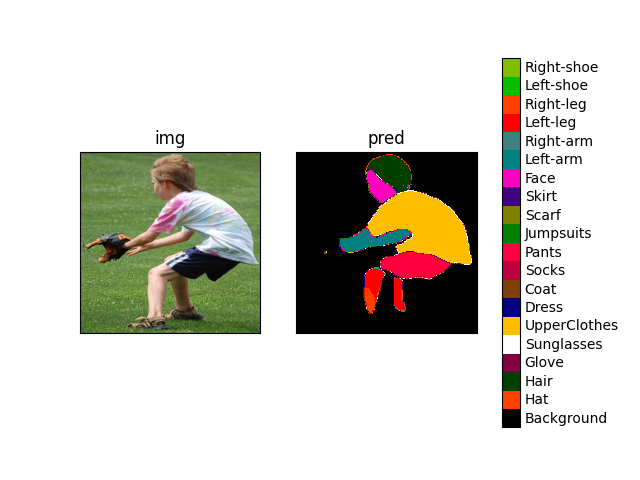 img
pred
Right-shoe
Left-shoe
Right-leg
Left-leg
Right-arm
Left-arm
Face
Skirt
Scarf
Jumpsuits
Pants
Socks
Coat
Dress
UpperClothes
Sunglasses
Glove
Hair
Hat
Background